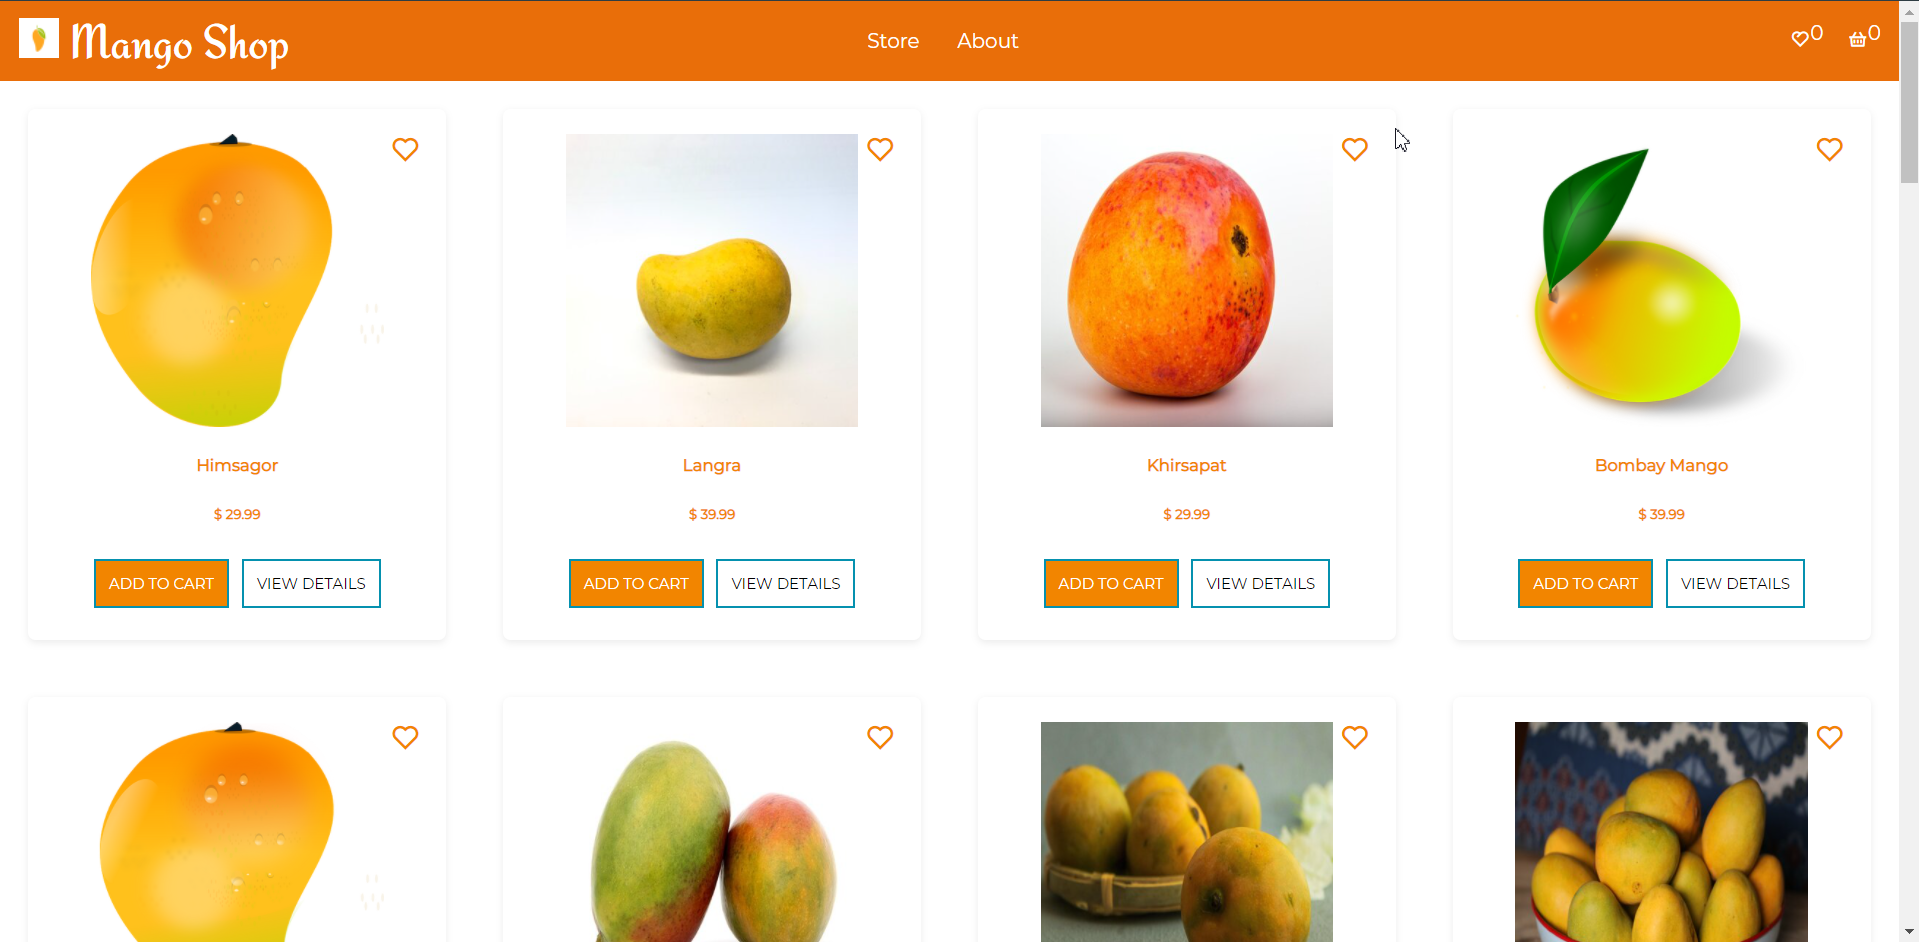 Mango Shop
Store About
0 0
Himsagor
Langra
Khirsapat
Bombay Mango
$ 29.99
$ 39.99
$ 29.99
$ 39.99
ADD TO CART VIEW DETAILS
ADD TO CART VIEW DETAILS
ADD TO CART VIEW DETAILS
ADD TO CART VIEW DETAILS